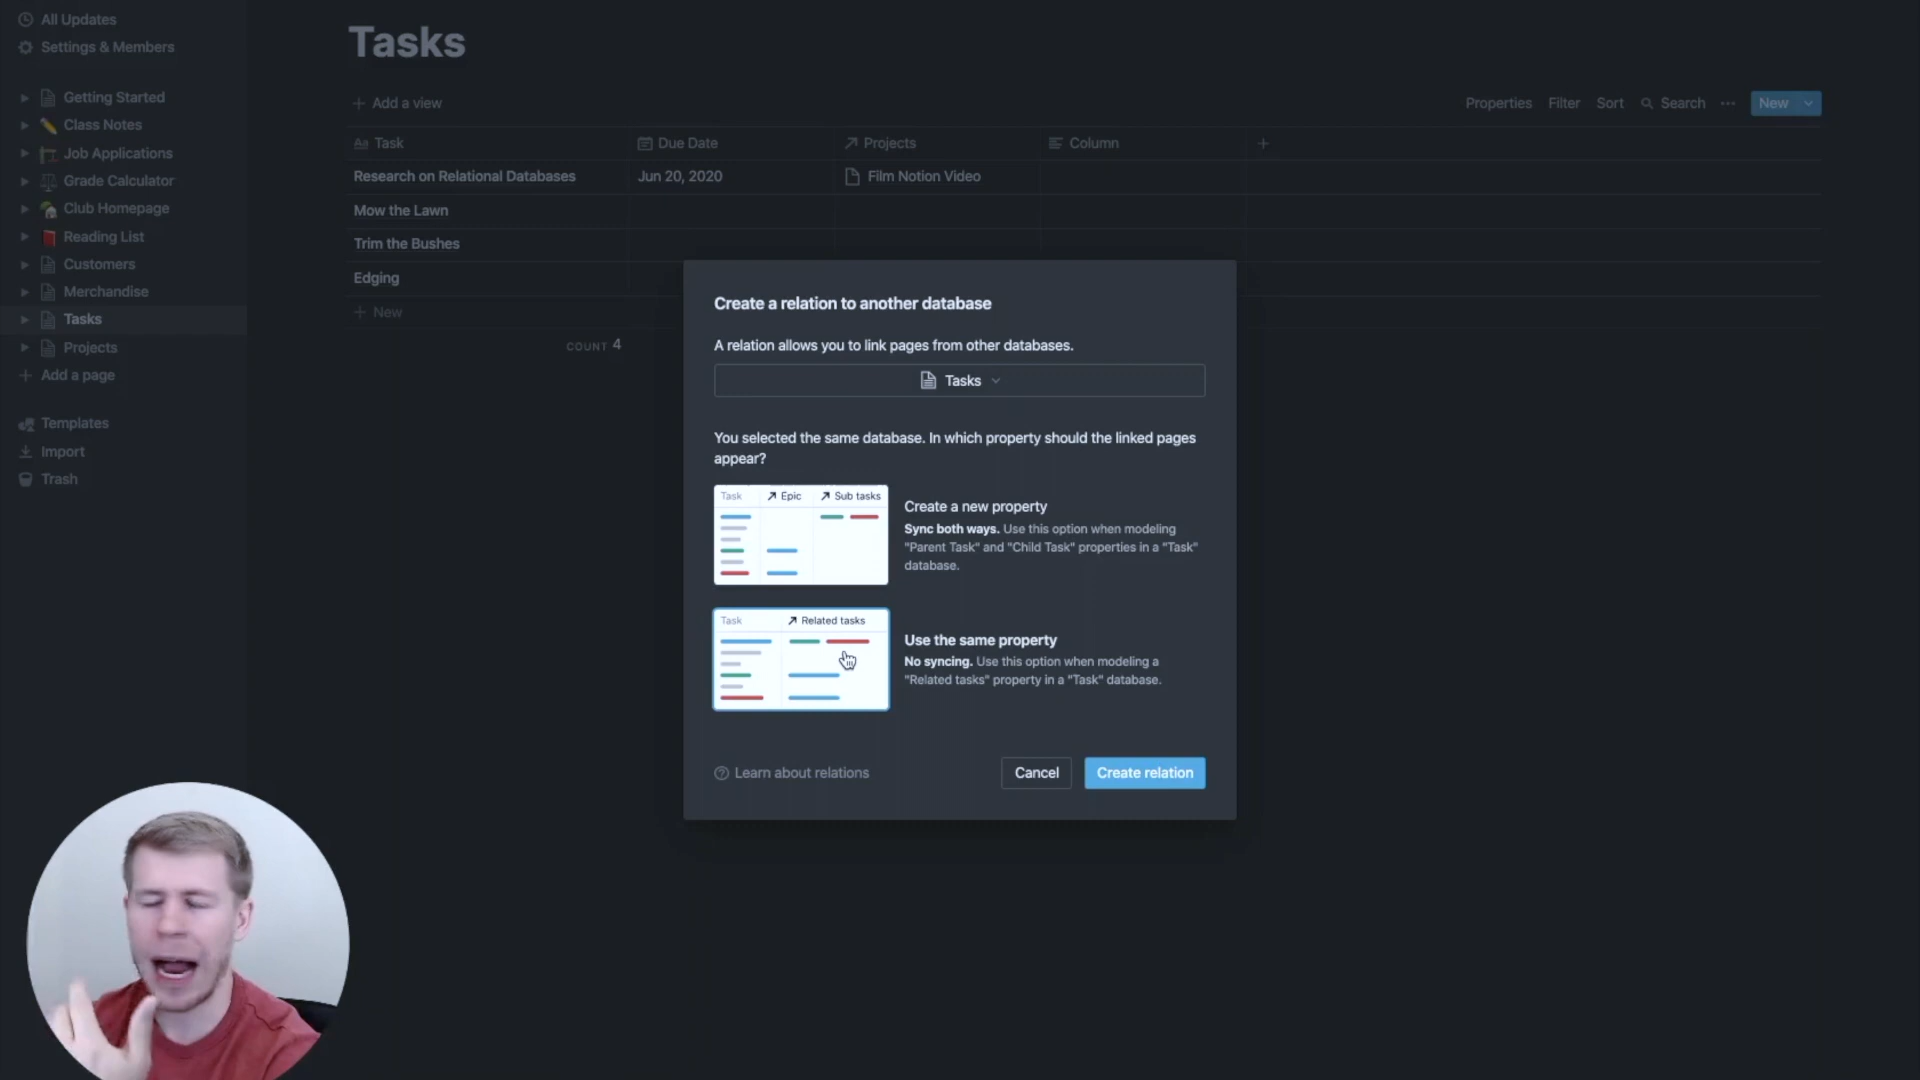 All Updates
Settings & Members
Getting Started
Class Notes
Job Applications
Grade Calculator
Club Homepage
Reading List
Customers
Merchandise
Tasks
Projects
Add a page
Templates
Import
Trash
Tasks
Add a view
Properties Filter Sort Search ••• New
Aa Task Due Date Projects Column
Research on Relational Databases Jun 20, 2020 Film Notion Video
Mow the Lawn
Trim the Bushes
Edging
New
COUNT 4
Create a relation to another database
A relation allows you to link pages from other databases.
Tasks
You selected the same database. In which property should the linked pages
appear?
Task Epic Sub tasks
Create a new property
Sync both ways. Use this option when modeling
"Parent Task" and "Child Task" properties in a "Task"
database.
Task Related tasks
Use the same property
No syncing. Use this option when modeling a
"Related tasks" property in a "Task" database.
Learn about relations
Cancel
Create relation